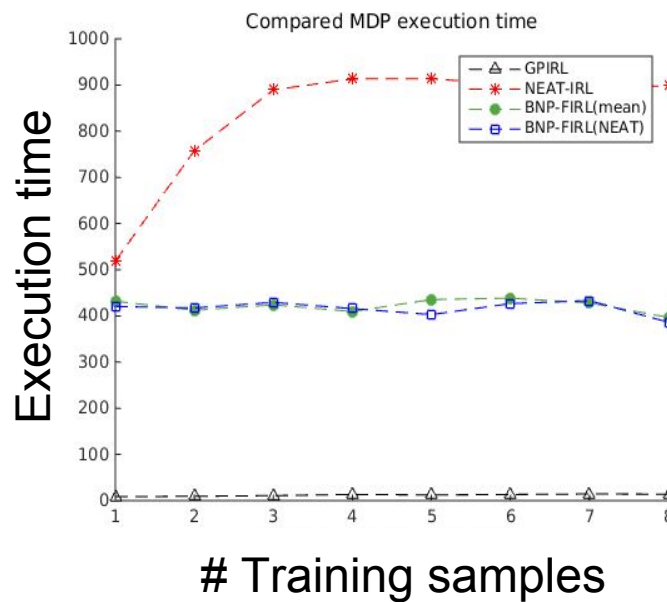 Compared MDP execution time
1000
900
800
700
600
500
400
300
200
100
0
Execution time
GPIRL
NEAT-IRL
BNP-FIRL(mean)
BNP-FIRL(NEAT)
1 2 3 4 5 6 7 8
# Training samples